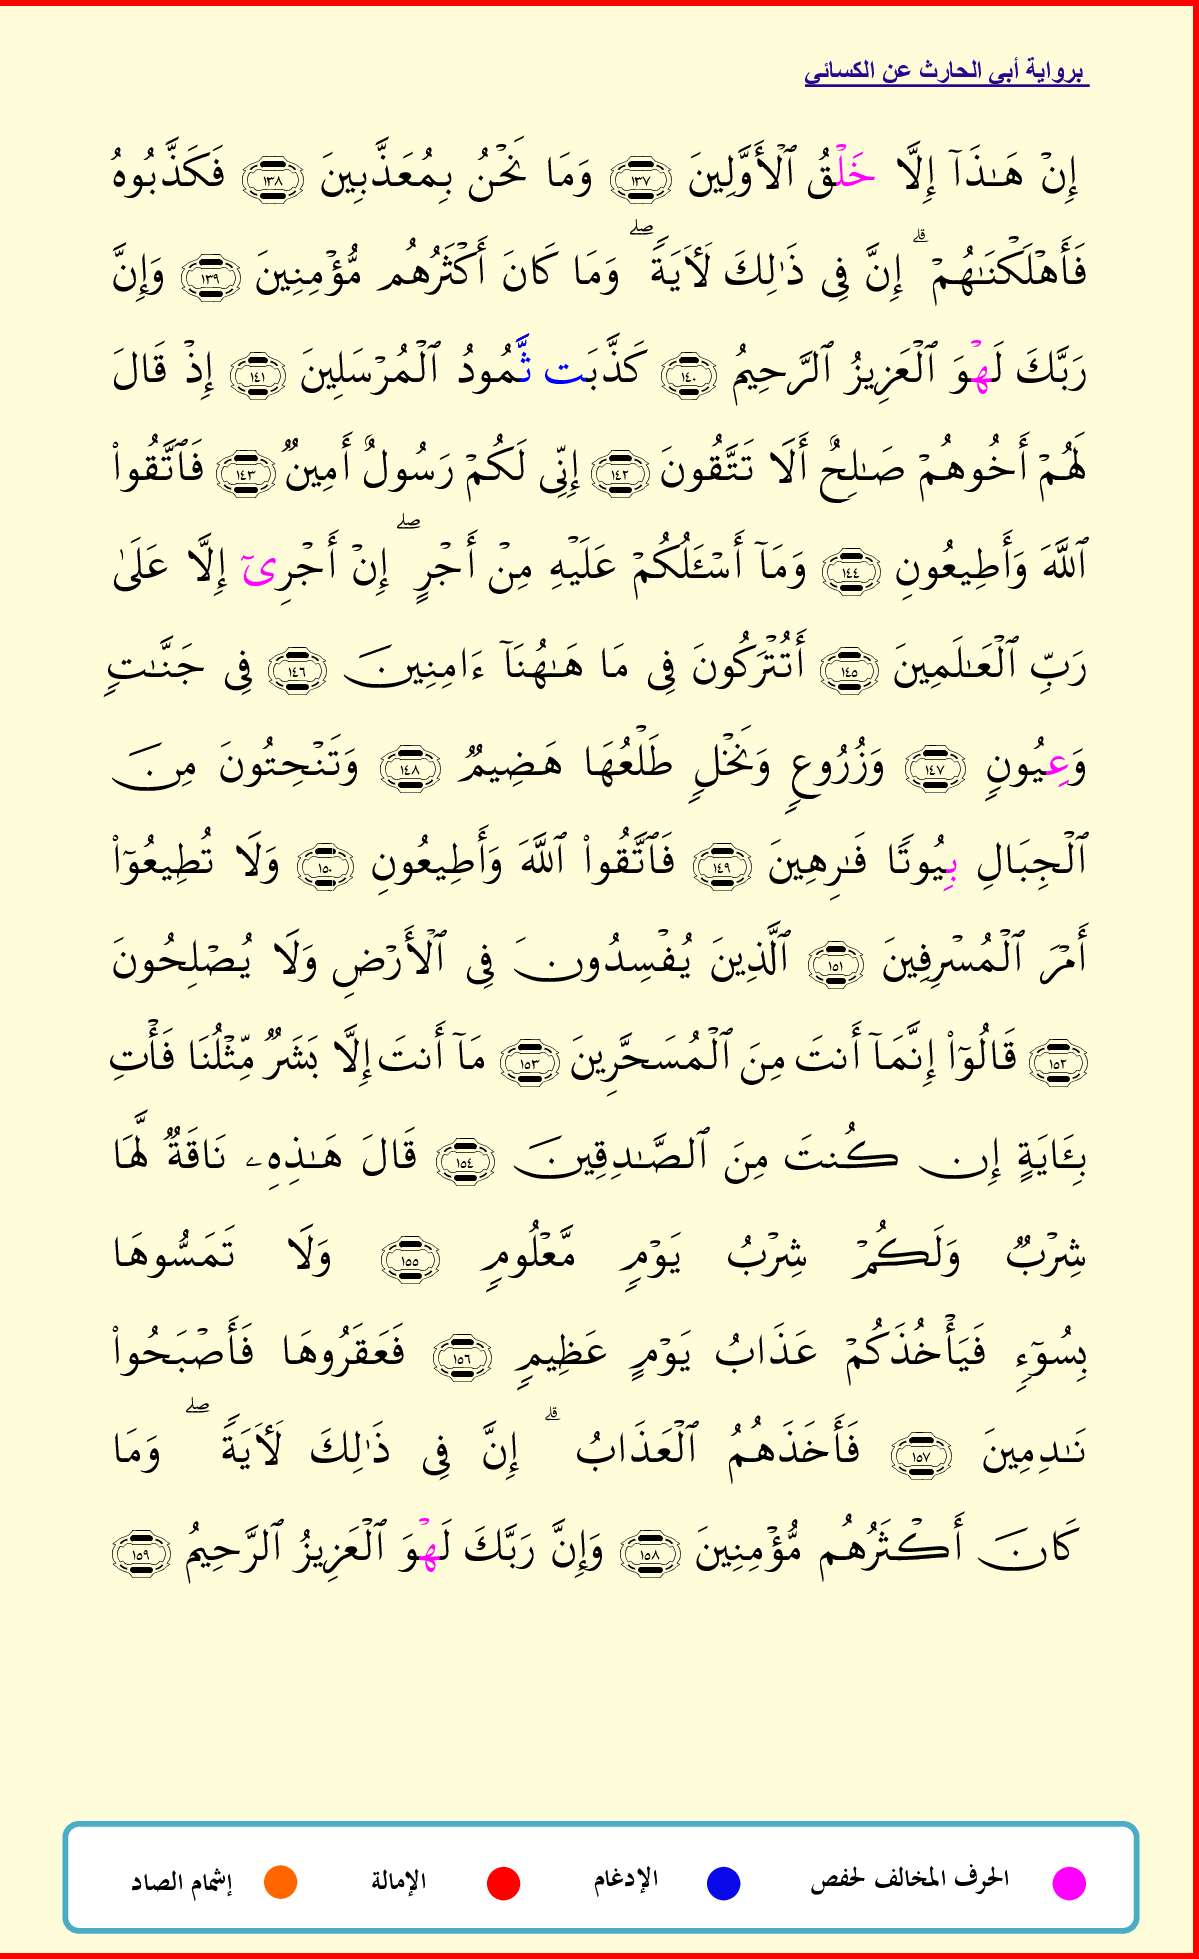 برواية أبي الحارث عن الكسائي
إِنْ هَـٰذَآ إِلَّا خَلْقُ ٱلْأَوَّلِينَ ١٣٧ وَمَا نَحْنُ بِمُعَذَّبِينَ ١٣٨ فَكَذَّبُوهُ
فَأَهْلَكْنَـٰهُمْ ۗ إِنَّ فِى ذَٰلِكَ لَـَٔايَةً ۖ وَمَا كَانَ أَكْثَرُهُم مُّؤْمِنِينَ ١٣٩ وَإِنَّ
رَبَّكَ لَهْوَ ٱلْعَزِيزُ ٱلرَّحِيمُ ١٤٠ كَذَّبَت ثَّمُودُ ٱلْمُرْسَلِينَ ١٤١ إِذْ قَالَ
لَهُمْ أَخُوهُمْ صَـٰلِحٌ أَلَا تَتَّقُونَ ١٤٢ إِنِّى لَكُمْ رَسُولٌ أَمِينٌ ١٤٣ فَٱتَّقُوا۟
ٱللَّهَ وَأَطِيعُونِ ١٤٤ وَمَآ أَسْـَٔلُكُمْ عَلَيْهِ مِنْ أَجْرٍ ۖ إِنْ أَجْرِىٓ إِلَّا عَلَىٰ
رَبِّ ٱلْعَـٰلَمِينَ ١٤٥ أَتُتْرَكُونَ فِى مَا هَـٰهُنَآ ءَامِنِينَ ١٤٦ فِى جَنَّـٰتٍ
وَعِيُونٍ ١٤٧ وَزُرُوعٍ وَنَخْلٍ طَلْعُهَا هَضِيمٌ ١٤٨ وَتَنْحِتُونَ مِنَ
ٱلْجِبَالِ بِيُوتًا فَـٰرِهِينَ ١٤٩ فَٱتَّقُوا۟ ٱللَّهَ وَأَطِيعُونِ ١٥٠ وَلَا تُطِيعُوٓا۟
أَمْرَ ٱلْمُسْرِفِينَ ١٥١ ٱلَّذِينَ يُفْسِدُونَ فِى ٱلْأَرْضِ وَلَا يُصْلِحُونَ
١٥٢ قَالُوٓا۟ إِنَّمَآ أَنتَ مِنَ ٱلْمُسَحَّرِينَ ١٥٣ مَآ أَنتَ إِلَّا بَشَرٌ مِّثْلُنَا فَأْتِ
بِـَٔايَةٍ إِن كُنتَ مِنَ ٱلصَّـٰدِقِينَ ١٥٤ قَالَ هَـٰذِهِۦ نَاقَةٌ لَّهَا
شِرْبٌ وَلَكُمْ شِرْبُ يَوْمٍ مَّعْلُومٍ ١٥٥ وَلَا تَمَسُّوهَا
بِسُوٓءٍ فَيَأْخُذَكُمْ عَذَابُ يَوْمٍ عَظِيمٍ ١٥٦ فَعَقَرُوهَا فَأَصْبَحُوا۟
نَـٰدِمِينَ ١٥٧ فَأَخَذَهُمُ ٱلْعَذَابُ ۗ إِنَّ فِى ذَٰلِكَ لَـَٔايَةً ۖ وَمَا
كَانَ أَكْثَرُهُم مُّؤْمِنِينَ ١٥٨ وَإِنَّ رَبَّكَ لَهْوَ ٱلْعَزِيزُ ٱلرَّحِيمُ ١٥٩
الحرف المخالف لحفص الإدغام الإمالة إشمام الصاد